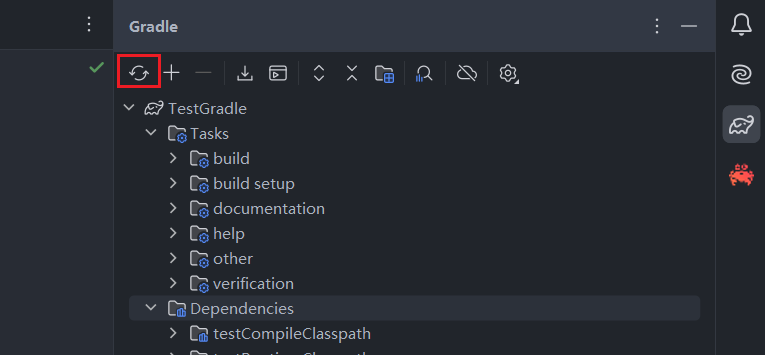 Gradle
TestGradle
Tasks
build
build setup
documentation
help
other
verification
Dependencies
testCompileClasspath